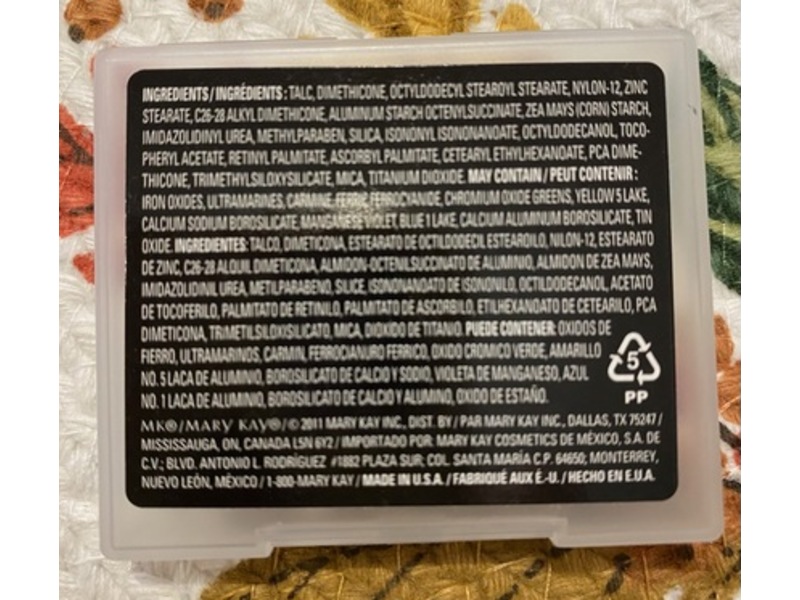 INGREDIENTS / INGRÉDIENTS : TALC, DIMETHICONE, OCTYLDODECYL STEAROYL STEARATE, NYLON-12, ZINC
STEARATE, C26-28 ALKYL DIMETHICONE, ALUMINUM STARCH OCTENYLSUCCINATE, ZEA MAYS (CORN) STARCH,
IMIDAZOLIDINYL UREA, METHYLPARABEN, SILICA, ISONONYL ISONONANOATE, OCTYLDODECANOL, TOCO-
PHERYL ACETATE, RETINYL PALMITATE, ASCORBYL PALMITATE, CETEARYL ETHYLHEXANOATE, PCA DIME-
THICONE, TRIMETHYLSILOXYSILICATE, MICA, TITANIUM DIOXIDE. MAY CONTAIN / PEUT CONTENIR :
IRON OXIDES, ULTRAMARINES, CARMINE, FERRIC FERROCYANIDE, CHROMIUM OXIDE GREENS, YELLOW 5 LAKE,
CALCIUM SODIUM BOROSILICATE, MANGANESE VIOLET, BLUE 1 LAKE, CALCIUM ALUMINUM BOROSILICATE, TIN
OXIDE. INGREDIENTES: TALCO, DIMETICONA, ESTEARATO DE OCTILDODECIL ESTEAROILO, NILON-12, ESTEARATO
DE ZINC, C26-28 ALQUIL DIMETICONA, ALMIDON-OCTENILSUCCINATO DE ALUMINIO, ALMIDON DE ZEA MAYS,
IMIDAZOLIDINIL UREA, METILPARABENO, SILICE, ISONONANOATO DE ISONONILO, OCTILDODECANOL, ACETATO
DE TOCOFERILO, PALMITATO DE RETINILO, PALMITATO DE ASCORBILO, ETILHEXANOATO DE CETEARILO, PCA
DIMETICONA, TRIMETILSILOXISILICATO, MICA, DIOXIDO DE TITANIO. PUEDE CONTENER: OXIDOS DE
FIERRO, ULTRAMARINOS, CARMIN, FERROCIANURO FERRICO, OXIDO CROMICO VERDE, AMARILLO
NO. 5 LACA DE ALUMINIO, BOROSILICATO DE CALCIO Y SODIO, VIOLETA DE MANGANESO, AZUL
NO. 1 LACA DE ALUMINIO, BOROSILICATO DE CALCIO Y ALUMINO, OXIDO DE ESTAÑO.
5
PP
MK®/MARY KAY®/© 2011 MARY KAY INC., DIST. BY / PAR MARY KAY INC., DALLAS, TX 75247 /
MISSISSAUGA, ON, CANADA L5N 6Y2 / IMPORTADO POR: MARY KAY COSMETICS DE MÉXICO, S.A. DE
C.V.; BLVD. ANTONIO L. RODRÍGUEZ #1882 PLAZA SUR; COL. SANTA MARÍA C.P. 64650; MONTERREY,
NUEVO LEÓN, MÉXICO / 1-800-MARY KAY / MADE IN U.S.A. / FABRIQUÉ AUX É.-U. / HECHO EN E.U.A.